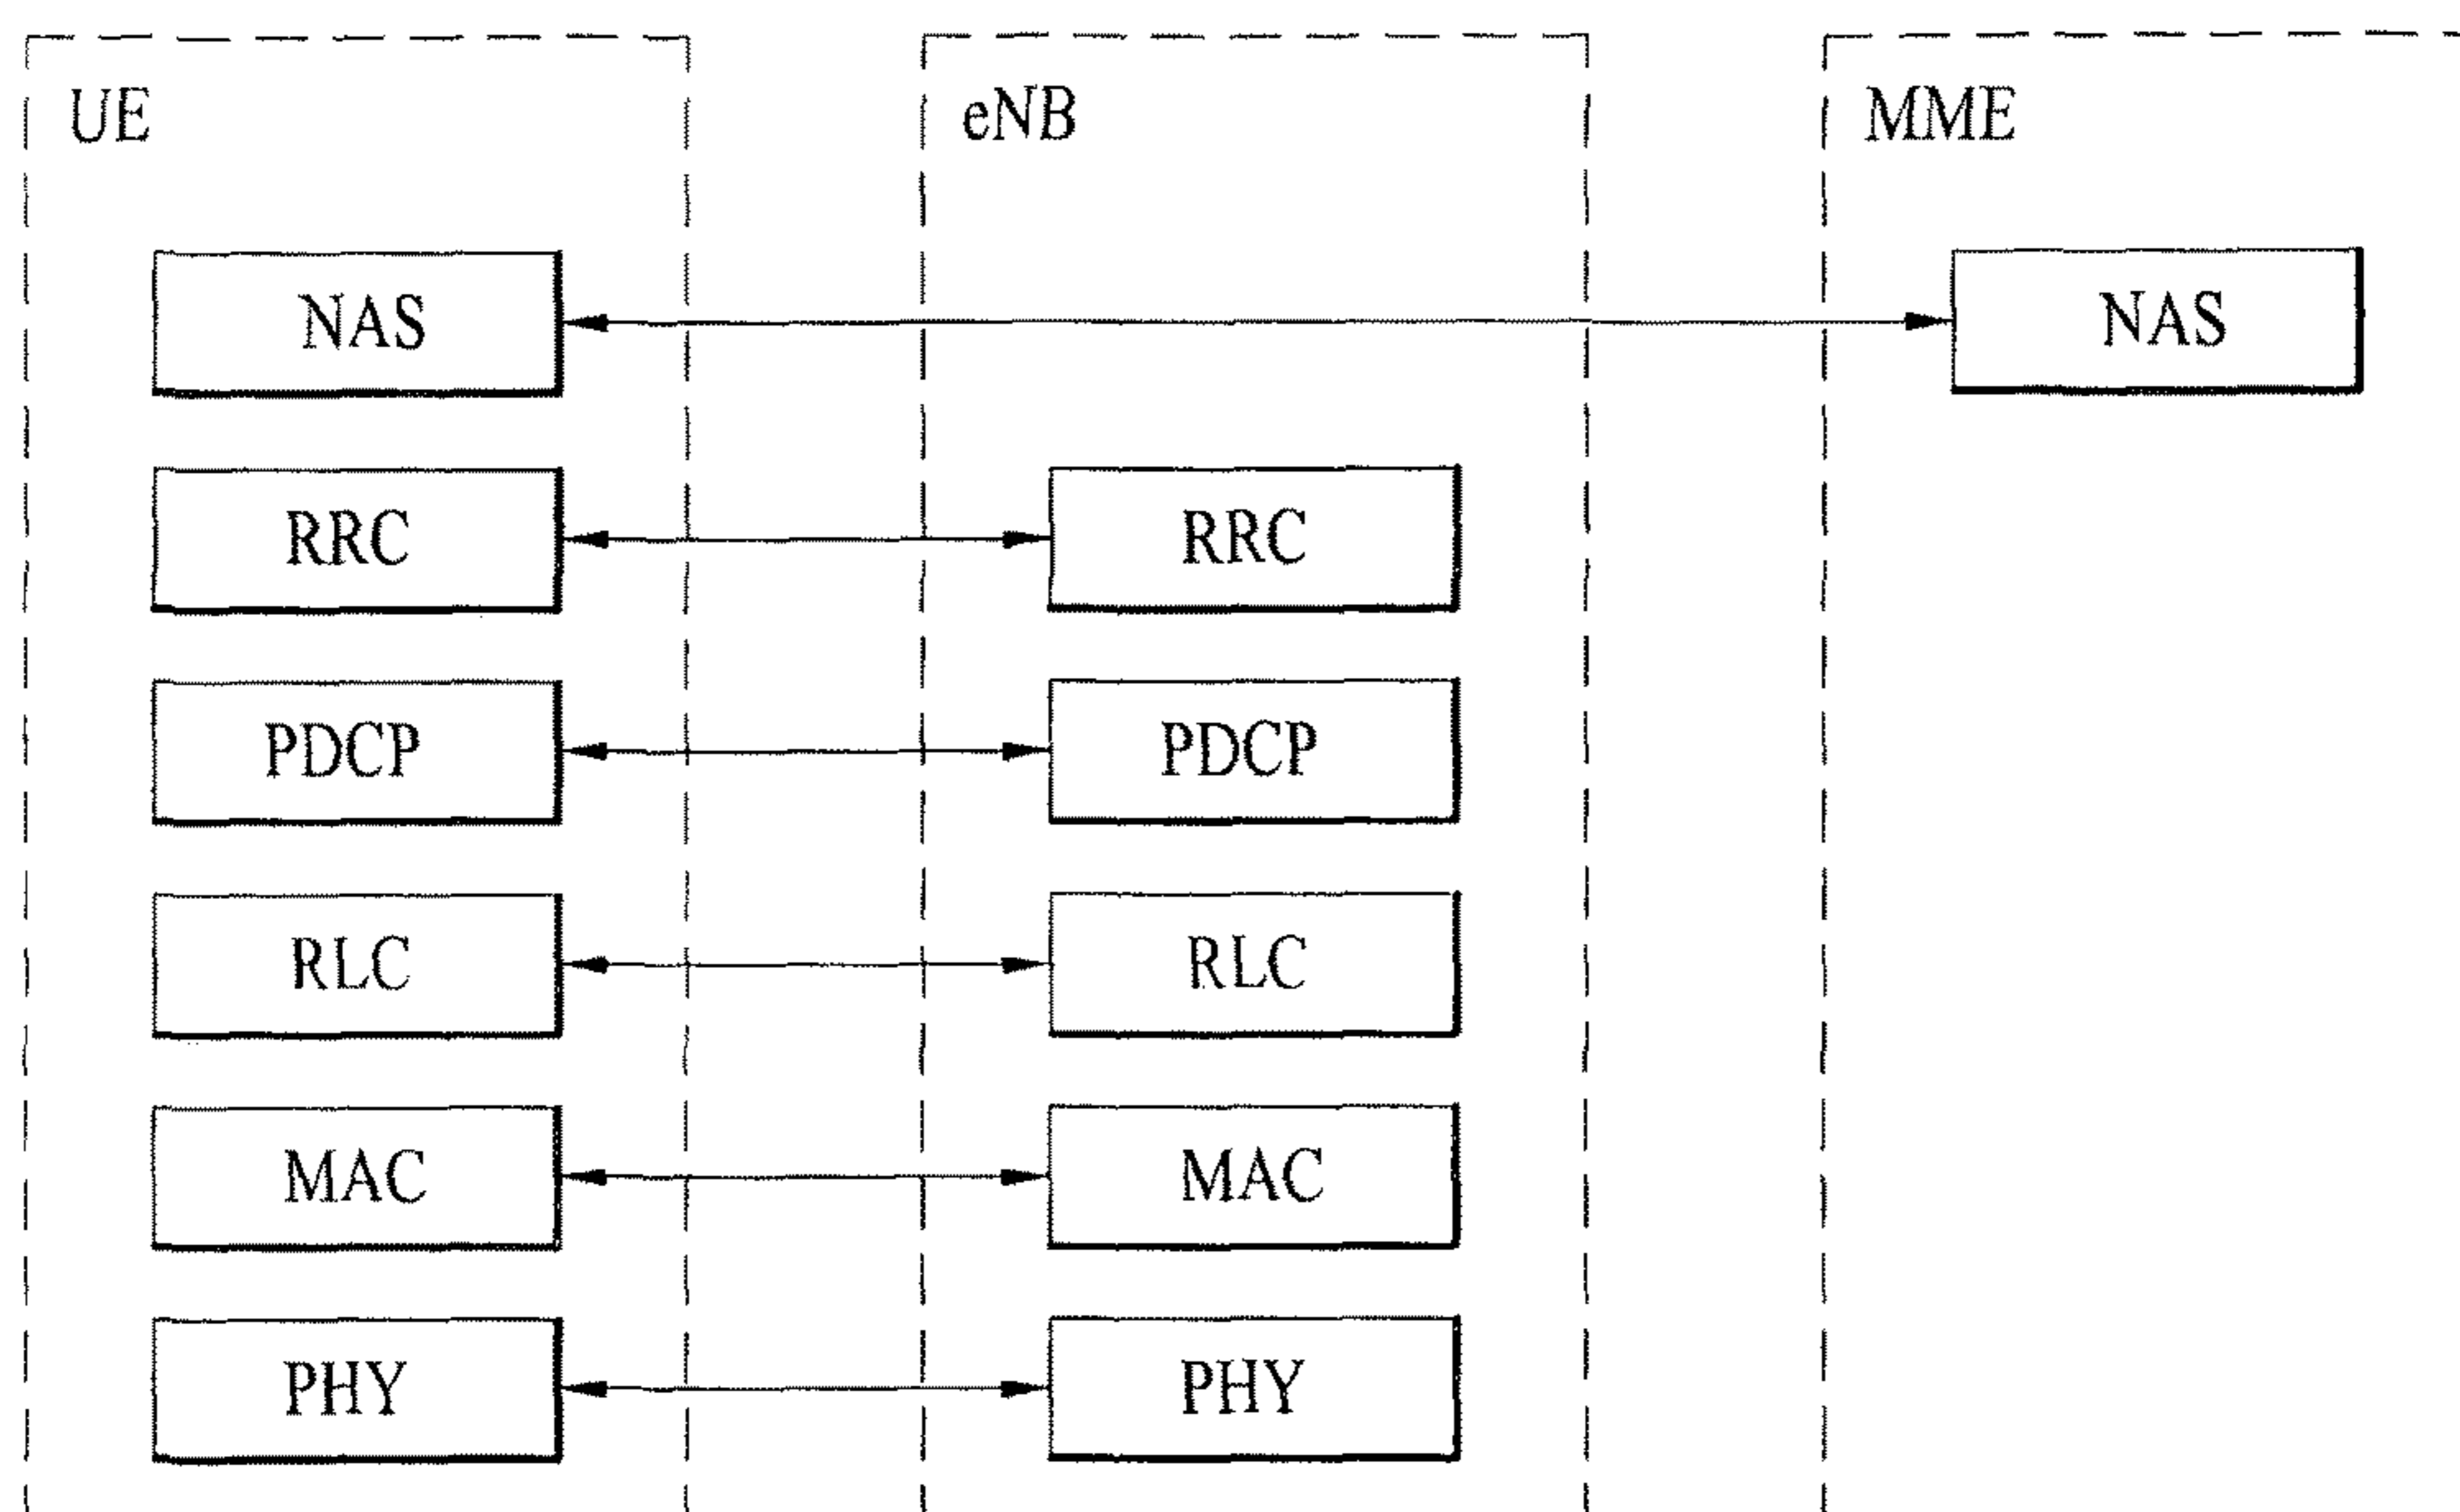 UE eNB MME
NAS NAS
RRC RRC
PDCP PDCP
RLC RLC
MAC MAC
PHY PHY